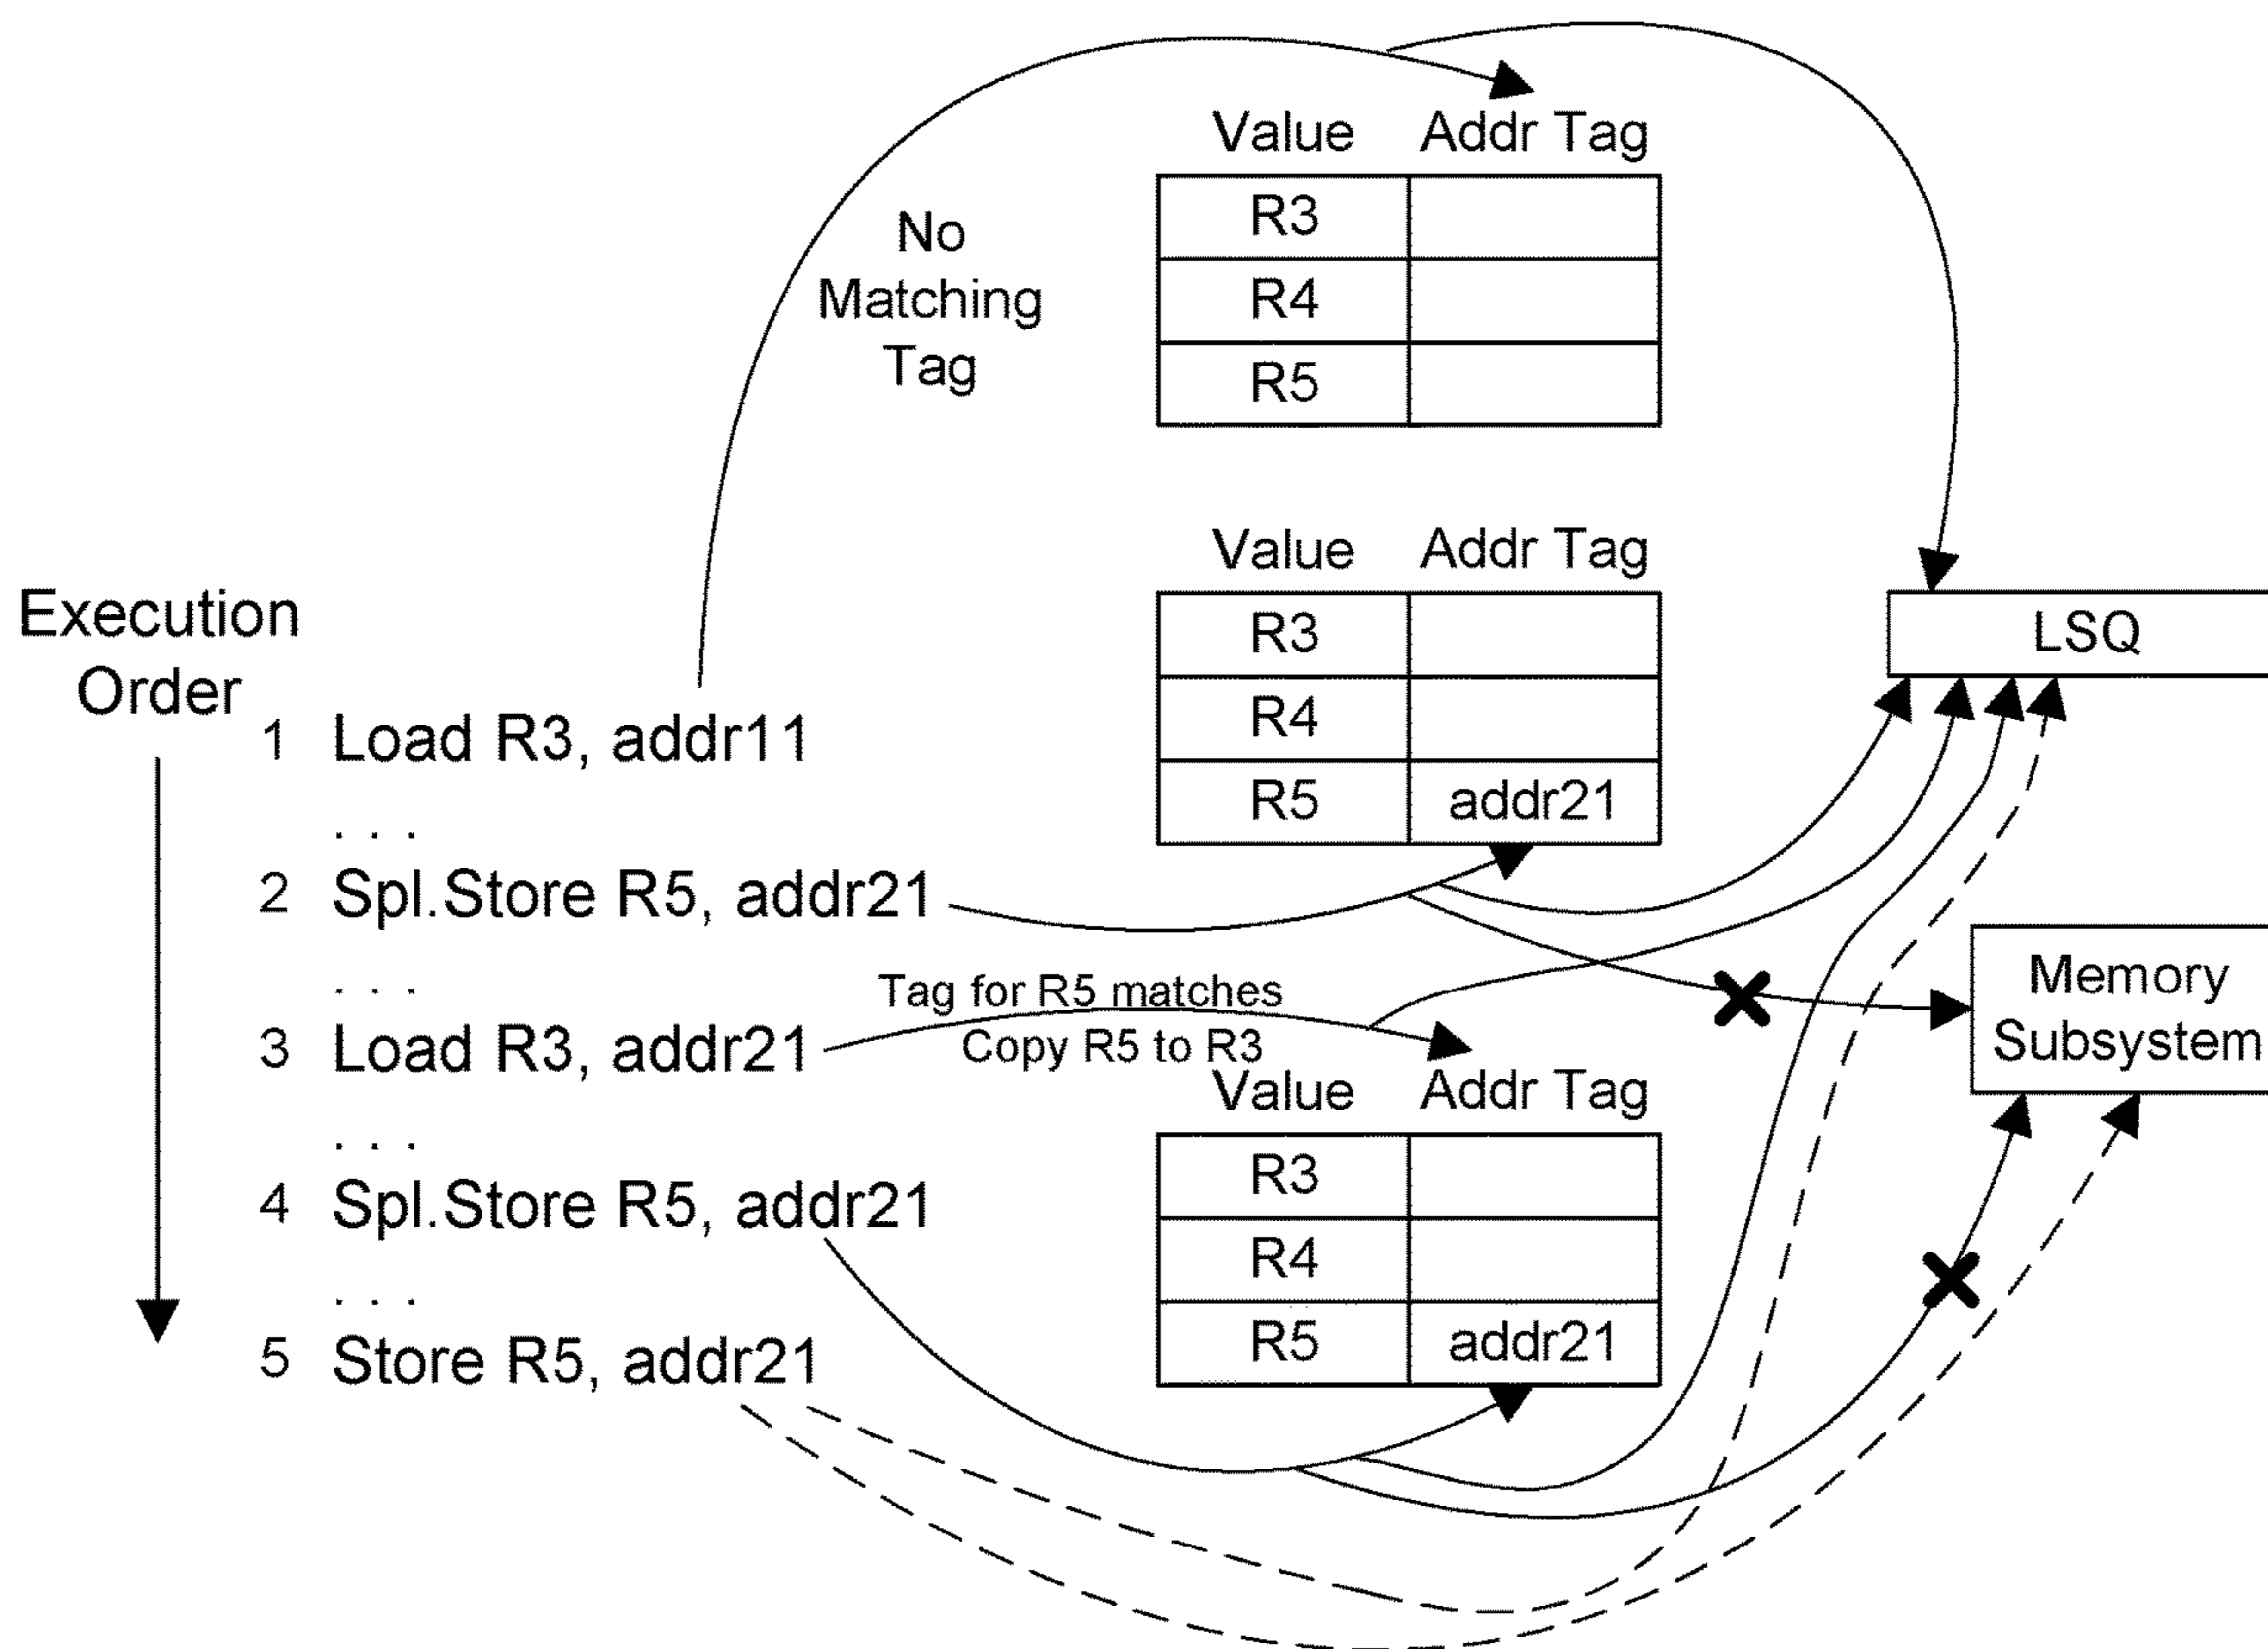 Value Addr Tag
No
Matching
Tag
R3
R4
R5
Value Addr Tag
R3
R4
R5 addr21
LSQ
Execution
Order
1 Load R3, addr11
. . .
2 Spl.Store R5, addr21
. . .
3 Load R3, addr21
. . .
4 Spl.Store R5, addr21
. . .
5 Store R5, addr21
Tag for R5 matches
Copy R5 to R3
Memory
Subsystem
Value Addr Tag
R3
R4
R5 addr21